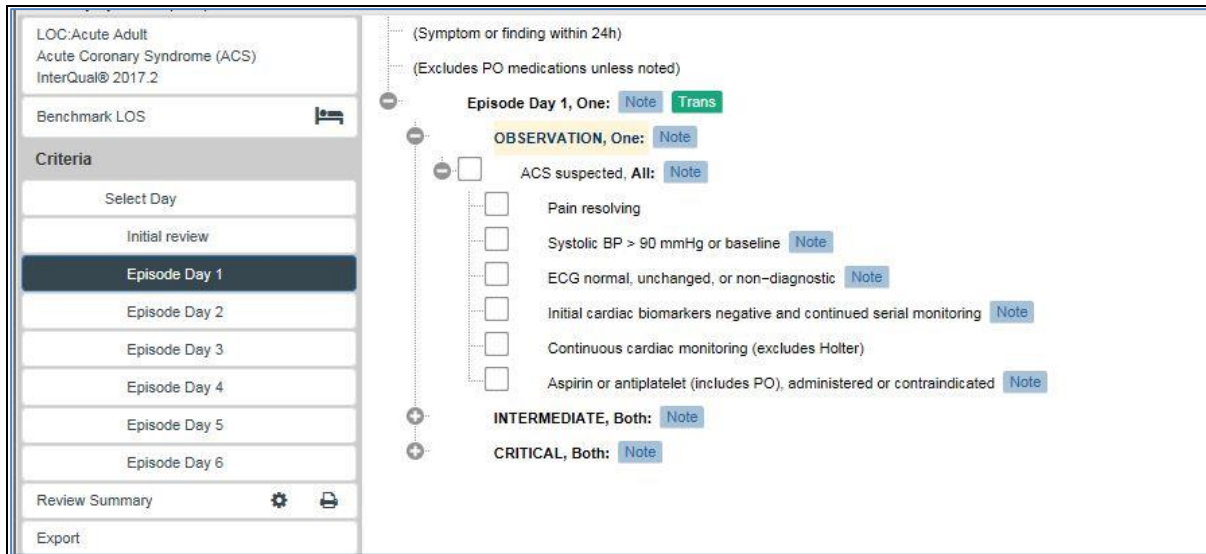 LOC:Acute Adult
Acute Coronary Syndrome (ACS)
InterQual® 2017.2
Benchmark LOS
Criteria
Select Day
Initial review
Episode Day 1
Episode Day 2
Episode Day 3
Episode Day 4
Episode Day 5
Episode Day 6
Review Summary
Export
(Symptom or finding within 24h)
(Excludes PO medications unless noted)
Episode Day 1, One: Note Trans
OBSERVATION, One: Note
ACS suspected, All: Note
Pain resolving
Systolic BP > 90 mmHg or baseline Note
ECG normal, unchanged, or non-diagnostic Note
Initial cardiac biomarkers negative and continued serial monitoring Note
Continuous cardiac monitoring (excludes Holter)
Aspirin or antiplatelet (includes PO), administered or contraindicated Note
INTERMEDIATE, Both: Note
CRITICAL, Both: Note